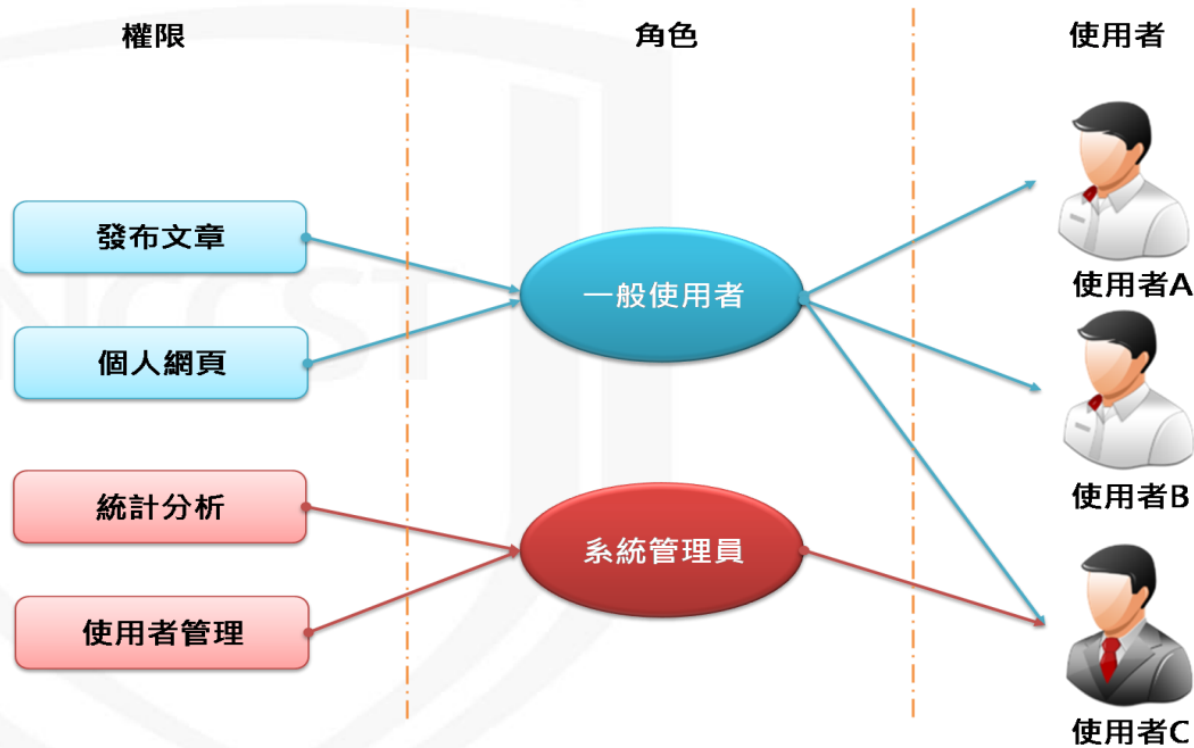 權限
角色
使用者
發布文章
個人網頁
統計分析
使用者管理
一般使用者
系統管理員
使用者A
使用者B
使用者C
NCCST